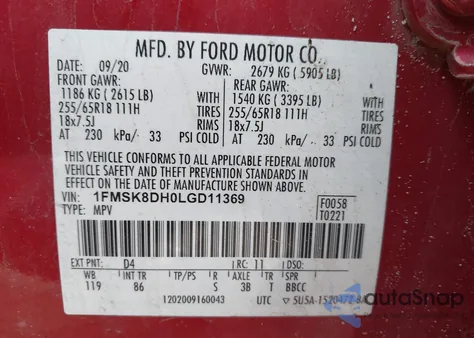 MFD. BY FORD MOTOR CO.
DATE: 09/20 GVWR: 2679 KG ( 5905 LB)
FRONT GAWR: REAR GAWR:
1186 KG ( 2615 LB) WITH 1540 KG ( 3395 LB)
255/65R18 111H TIRES 255/65R18 111H
18x7.5J RIMS 18x7.5J
AT 230 kPa/ 33 PSI COLD AT 230 kPa/ 33 PSI COLD
THIS VEHICLE CONFORMS TO ALL APPLICABLE FEDERAL MOTOR
VEHICLE SAFETY AND THEFT PREVENTION STANDARDS IN
EFFECT ON THE DATE OF MANUFACTURE SHOWN ABOVE.
VIN: 1FMSK8DH0LGD11369 F0058
TYPE: MPV T0221
EXT PNT: D4 RC: 11 DSO:
WB INT TR TP/PS R AXLE TR SPR
119 86 S 3B T BBCC
1202009160043 UTC
AutoSnap